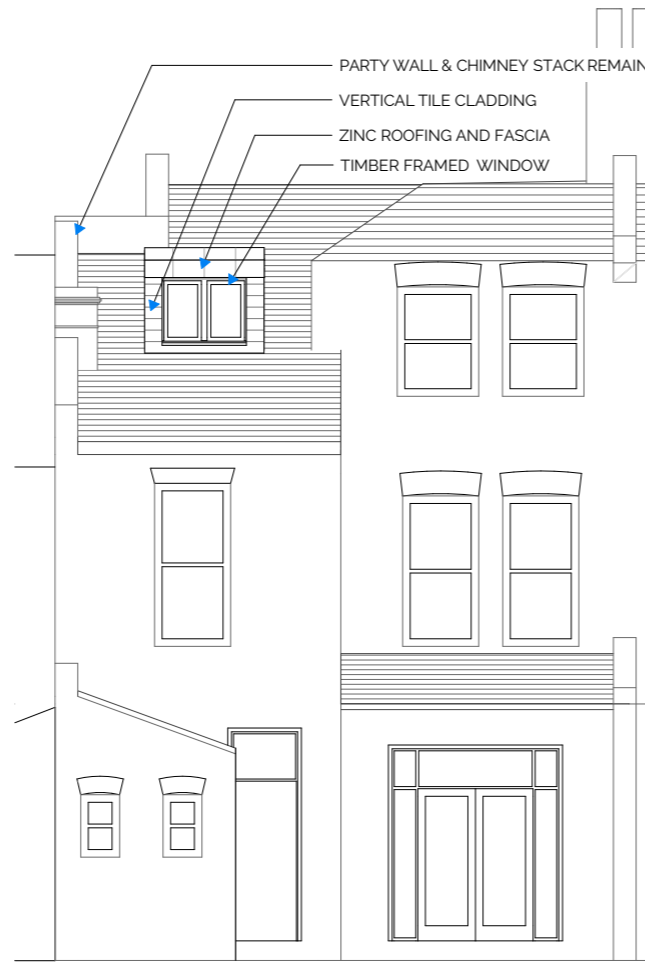 PARTY WALL & CHIMNEY STACK REMAIN
VERTICAL TILE CLADDING
ZINC ROOFING AND FASCIA
TIMBER FRAMED WINDOW